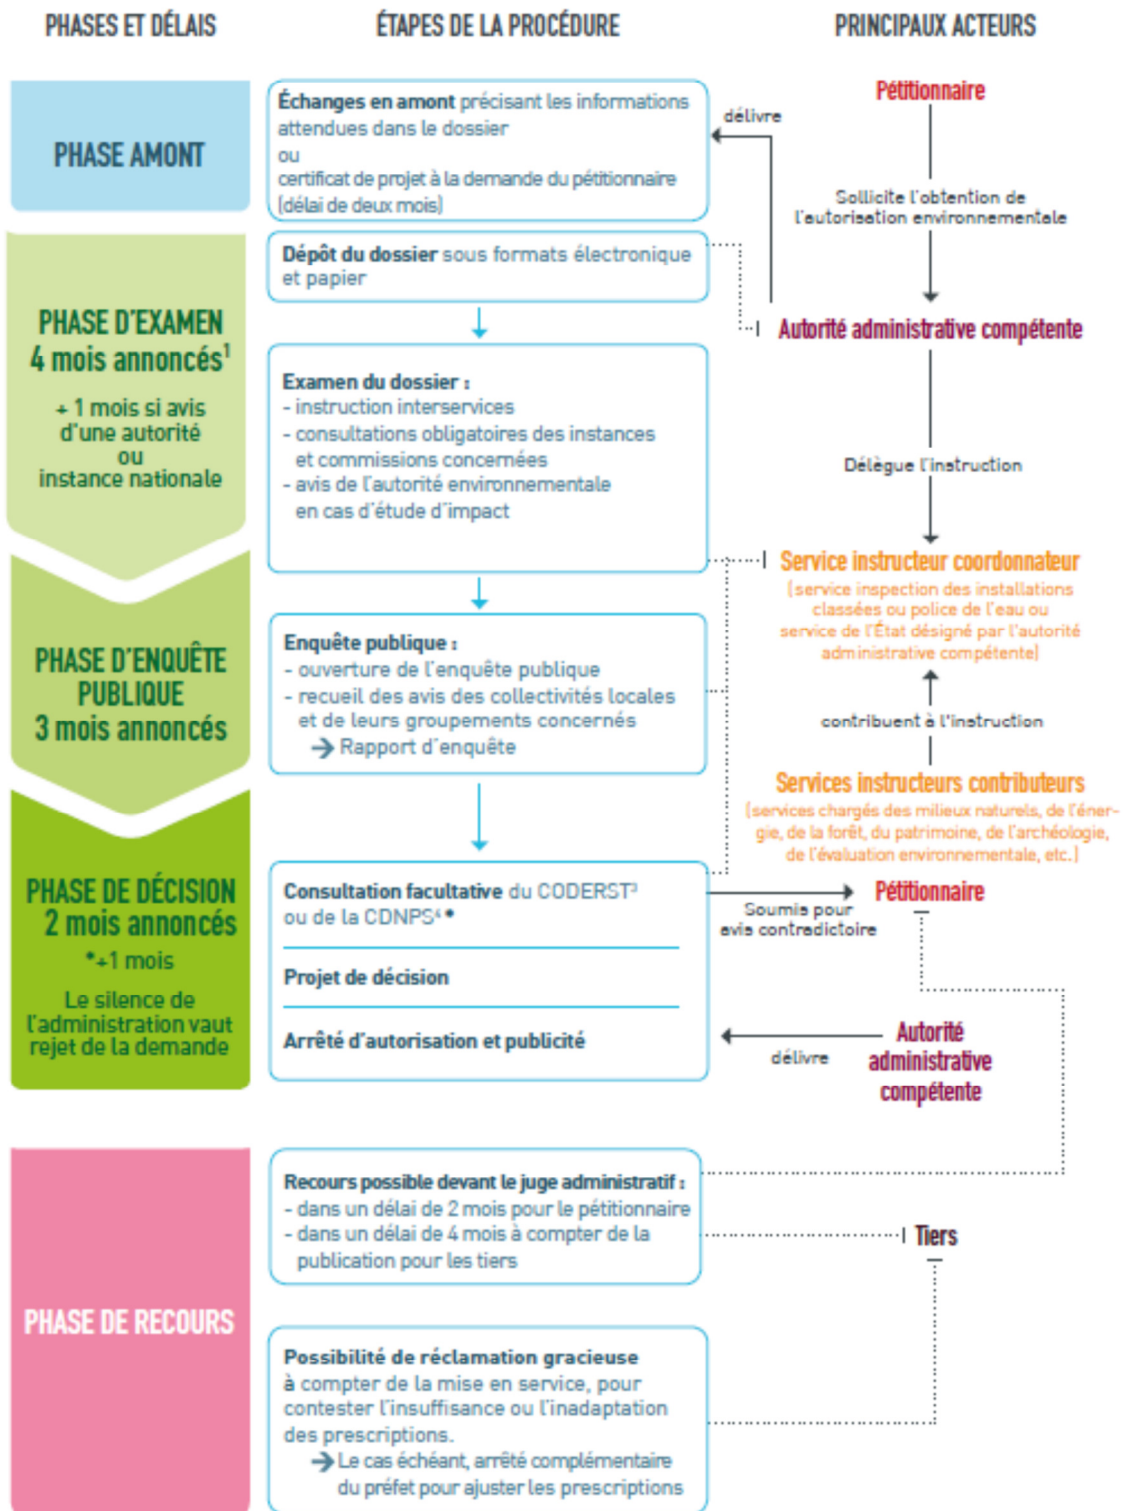 PHASES ET DÉLAIS
ÉTAPES DE LA PROCÉDURE
PRINCIPAUX ACTEURS
PHASE AMONT
Échanges en amont précisant les informations
attendues dans le dossier
ou
certificat de projet à la demande du pétitionnaire
(délai de deux mois)
délivre
Pétitionnaire
Sollicite l'obtention de
l'autorisation environnementale
PHASE D'EXAMEN
4 mois annoncés¹
+ 1 mois si avis
d'une autorité
ou
instance nationale
Dépôt du dossier sous formats électronique
et papier
Autorité administrative compétente
Examen du dossier :
- instruction interservices
- consultations obligatoires des instances
et commissions concernées
- avis de l'autorité environnementale
en cas d'étude d'impact
Délègue l'instruction
Service instructeur coordonnateur
(service inspection des installations
classées ou police de l'eau ou
service de l'État désigné par l'autorité
administrative compétente)
PHASE D'ENQUÊTE
PUBLIQUE
3 mois annoncés
Enquête publique :
- ouverture de l'enquête publique
- recueil des avis des collectivités locales
et de leurs groupements concernés
→ Rapport d'enquête
contribuent à l'instruction
Services instructeurs contributeurs
(services chargés des milieux naturels, de l'éner-
gie, de la forêt, du patrimoine, de l'archéologie,
de l'évaluation environnementale, etc.)
PHASE DE DÉCISION
2 mois annoncés
*+1 mois
Le silence de
l'administration vaut
rejet de la demande
Consultation facultative du CODERST³
ou de la CDNPS⁴ *
Projet de décision
Arrêté d'autorisation et publicité
Soumis pour
avis contradictoire
Pétitionnaire
délivre
Autorité
administrative
compétente
PHASE DE RECOURS
Recours possible devant le juge administratif :
- dans un délai de 2 mois pour le pétitionnaire
- dans un délai de 4 mois à compter de la
publication pour les tiers
Tiers
Possibilité de réclamation gracieuse
à compter de la mise en service, pour
contester l'insuffisance ou l'inadaptation
des prescriptions.
→ Le cas échéant, arrêté complémentaire
du préfet pour ajuster les prescriptions